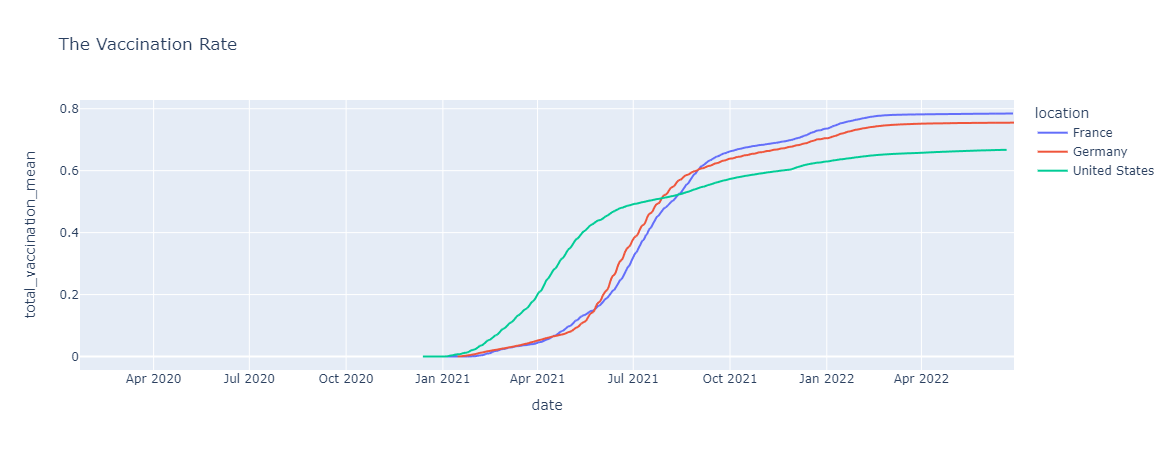 The Vaccination Rate
total_vaccination_mean
0.8
0.6
0.4
0.2
0
Apr 2020
Jul 2020
Oct 2020
Jan 2021
Apr 2021
Jul 2021
Oct 2021
Jan 2022
Apr 2022
date
location
France
Germany
United States